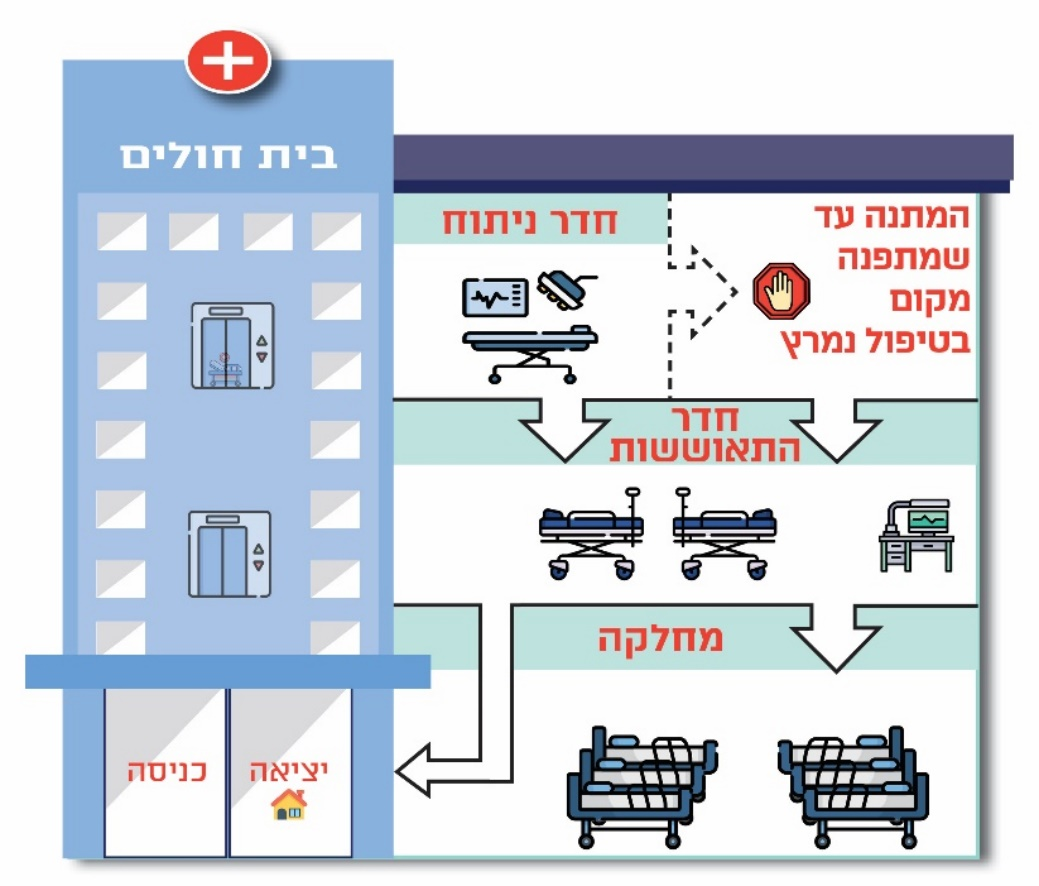 בית חולים
חדר ניתוח
המתנה עד
שמתפנה
מקום
בטיפול נמרץ
חדר
התאוששות
מחלקה
כניסה
יציאה